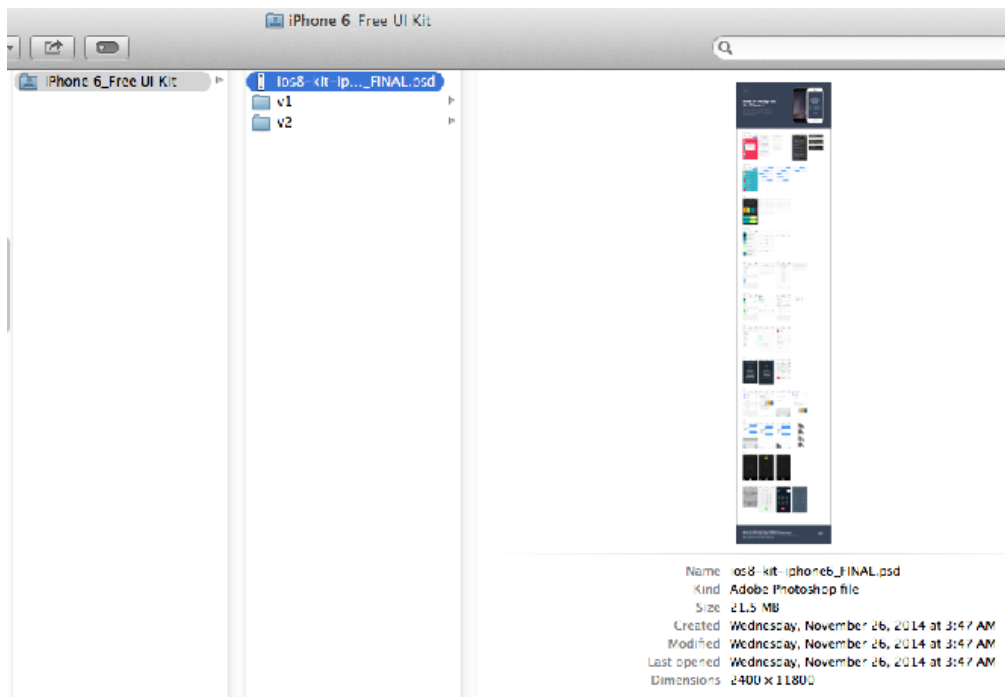 iPhone 6_Free UI Kit
iPhone 6_Free UI Kit
ios8-kit-ip..._FINAL.psd
v1
v2
Name ios8-kit-iphone6_FINAL.psd
Kind Adobe Photoshop file
Size 21.5 MB
Created Wednesday, November 26, 2014 at 3:47 AM
Modified Wednesday, November 26, 2014 at 3:47 AM
Last opened Wednesday, November 26, 2014 at 3:47 AM
Dimensions 2400 x 11800